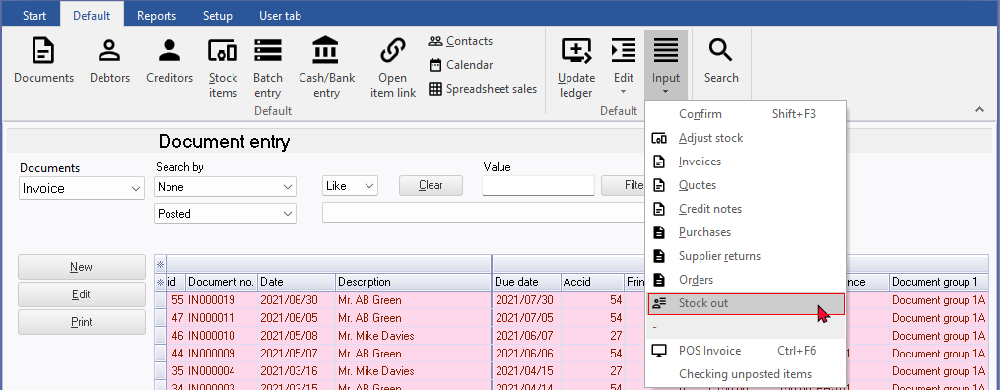 Start Default Reports Setup User tab
Documents Debtors Creditors Stock items Batch entry Cash/Bank entry Open item link Contacts Calendar Spreadsheet sales Update ledger Edit Input Search
Default Default
Confirm Shift+F3
Adjust stock
Invoices
Quotes
Credit notes
Purchases
Supplier returns
Orders
Stock out
-
POS Invoice Ctrl+F6
Checking unposted items
Document entry
Documents Search by Value
Invoice None Like Clear Filte
Posted
New
Edit
Print
id Document no. Date Description Due date Accid Prin ence Document group 1
55 IN000019 2021/06/30 Mr. AB Green 2021/07/30 54 Document group 1A
47 IN000011 2021/06/05 Mr. AB Green 2021/07/05 54 Document group 1A
46 IN000010 2021/05/08 Mr. Mike Davies 2021/06/07 27 Document group 1A
44 IN000009 2021/05/07 Mr. AB Green 2021/06/06 54 Document group 1A
35 IN000004 2021/03/16 Mr. Mike Davies 2021/04/15 27 Document group 1A
34 IN000003 2021/03/15 Mr. AB Green 2021/04/14 54 Document group 1A